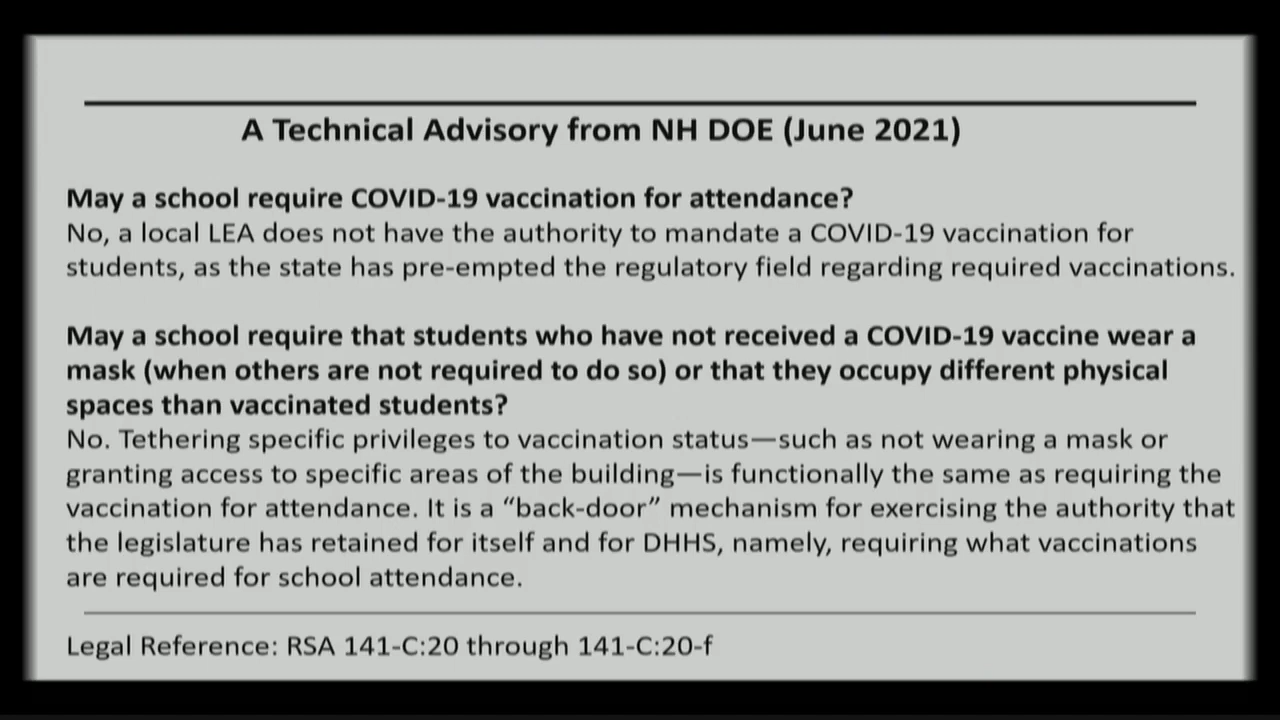 A Technical Advisory from NH DOE (June 2021)
May a school require COVID-19 vaccination for attendance?
No, a local LEA does not have the authority to mandate a COVID-19 vaccination for
students, as the state has pre-empted the regulatory field regarding required vaccinations.
May a school require that students who have not received a COVID-19 vaccine wear a
mask (when others are not required to do so) or that they occupy different physical
spaces than vaccinated students?
No. Tethering specific privileges to vaccination status—such as not wearing a mask or
granting access to specific areas of the building—is functionally the same as requiring the
vaccination for attendance. It is a “back-door” mechanism for exercising the authority that
the legislature has retained for itself and for DHHS, namely, requiring what vaccinations
are required for school attendance.
Legal Reference: RSA 141-C:20 through 141-C:20-f